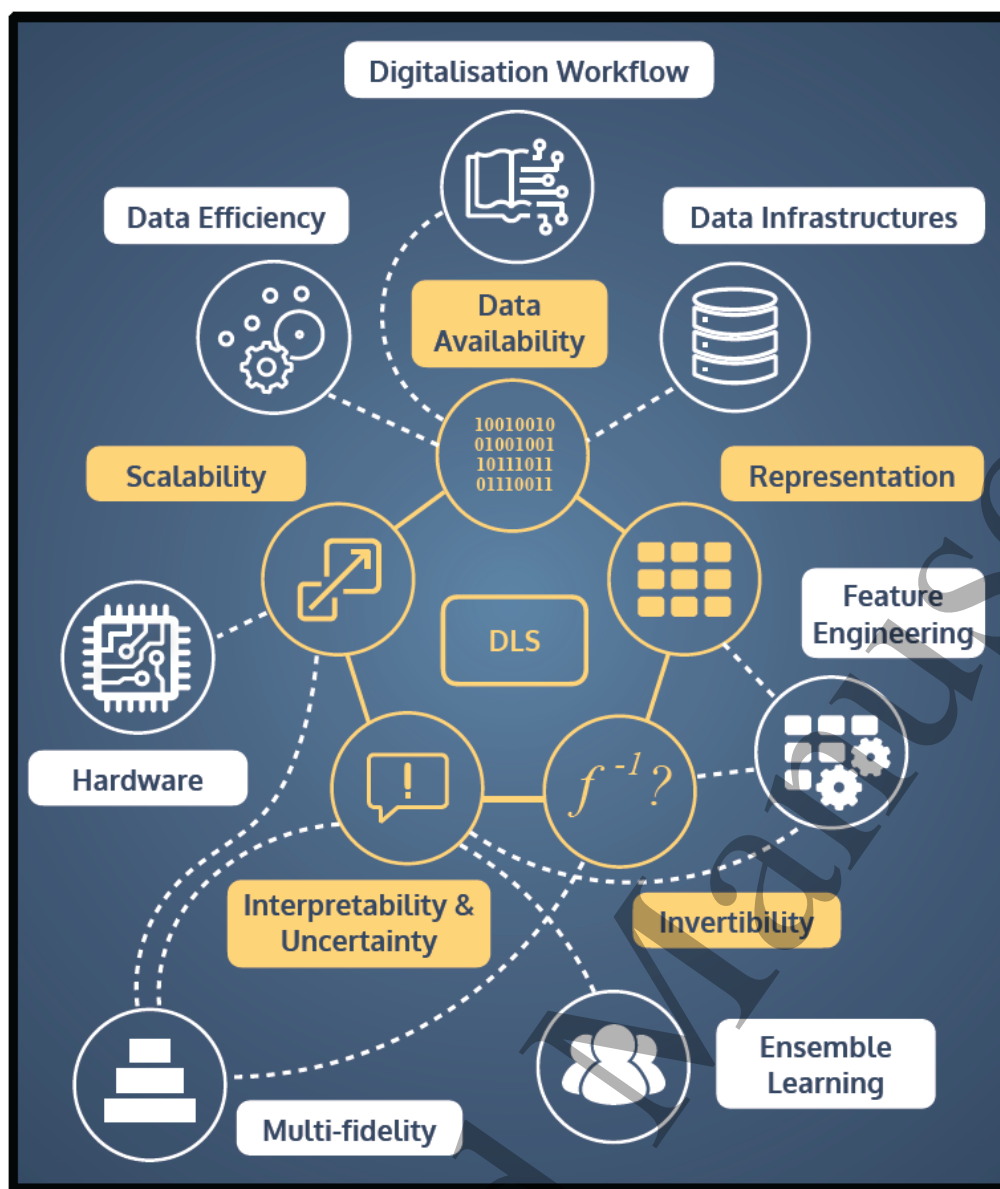 Digitalisation Workflow
Data Efficiency
Data Infrastructures
Data
Availability
10010010
01001001
10111011
01110011
Scalability
Representation
Feature
Engineering
DLS
Hardware
!
f⁻¹?
Interpretability &
Uncertainty
Invertibility
Ensemble
Learning
Multi-fidelity